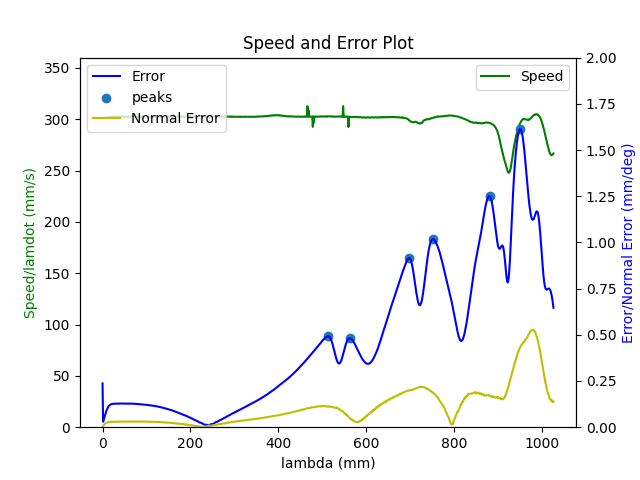 Speed and Error Plot
Error
peaks
Normal Error
Speed
350
300
250
200
150
100
50
0
Speed/lamdot (mm/s)
2.00
1.75
1.50
1.25
1.00
0.75
0.50
0.25
0.00
Error/Normal Error (mm/deg)
0 200 400 600 800 1000
lambda (mm)